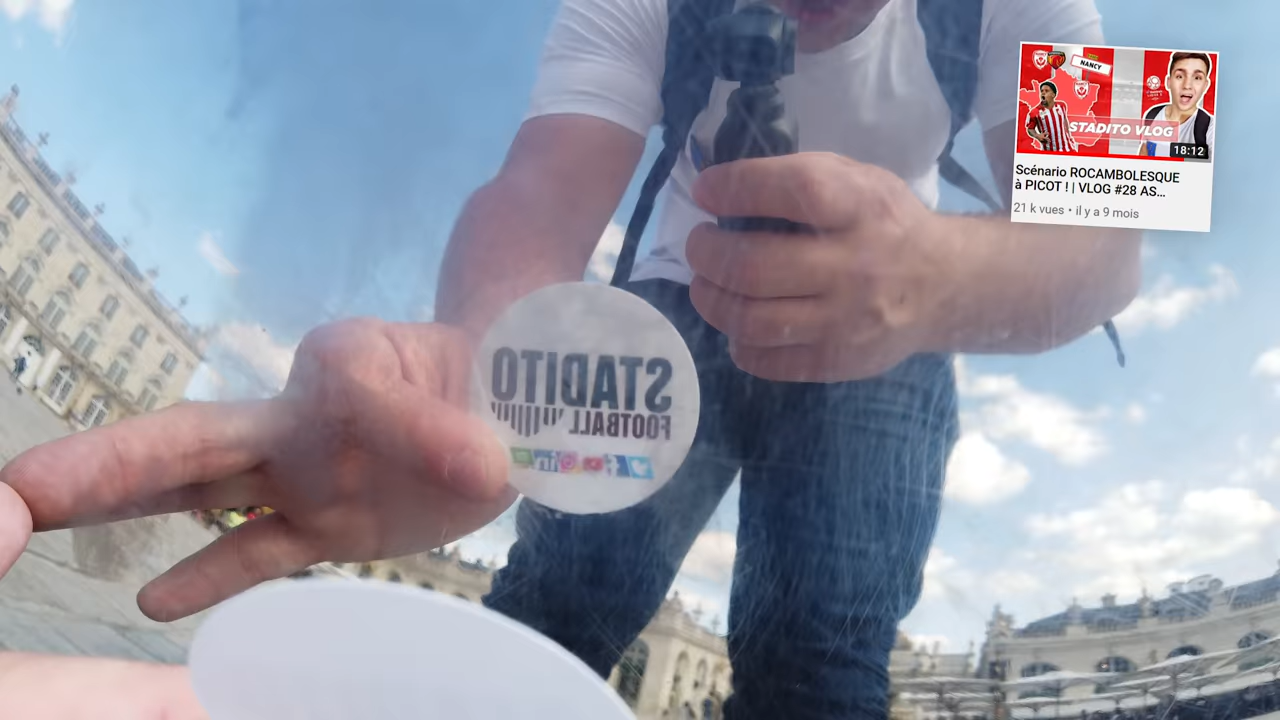 STADITO
FOOTBALL
NANCY
STADITO VLOG
18:12
Scénario ROCAMBOLESQUE
à PICOT ! | VLOG #28 AS...
21 k vues • il y a 9 mois